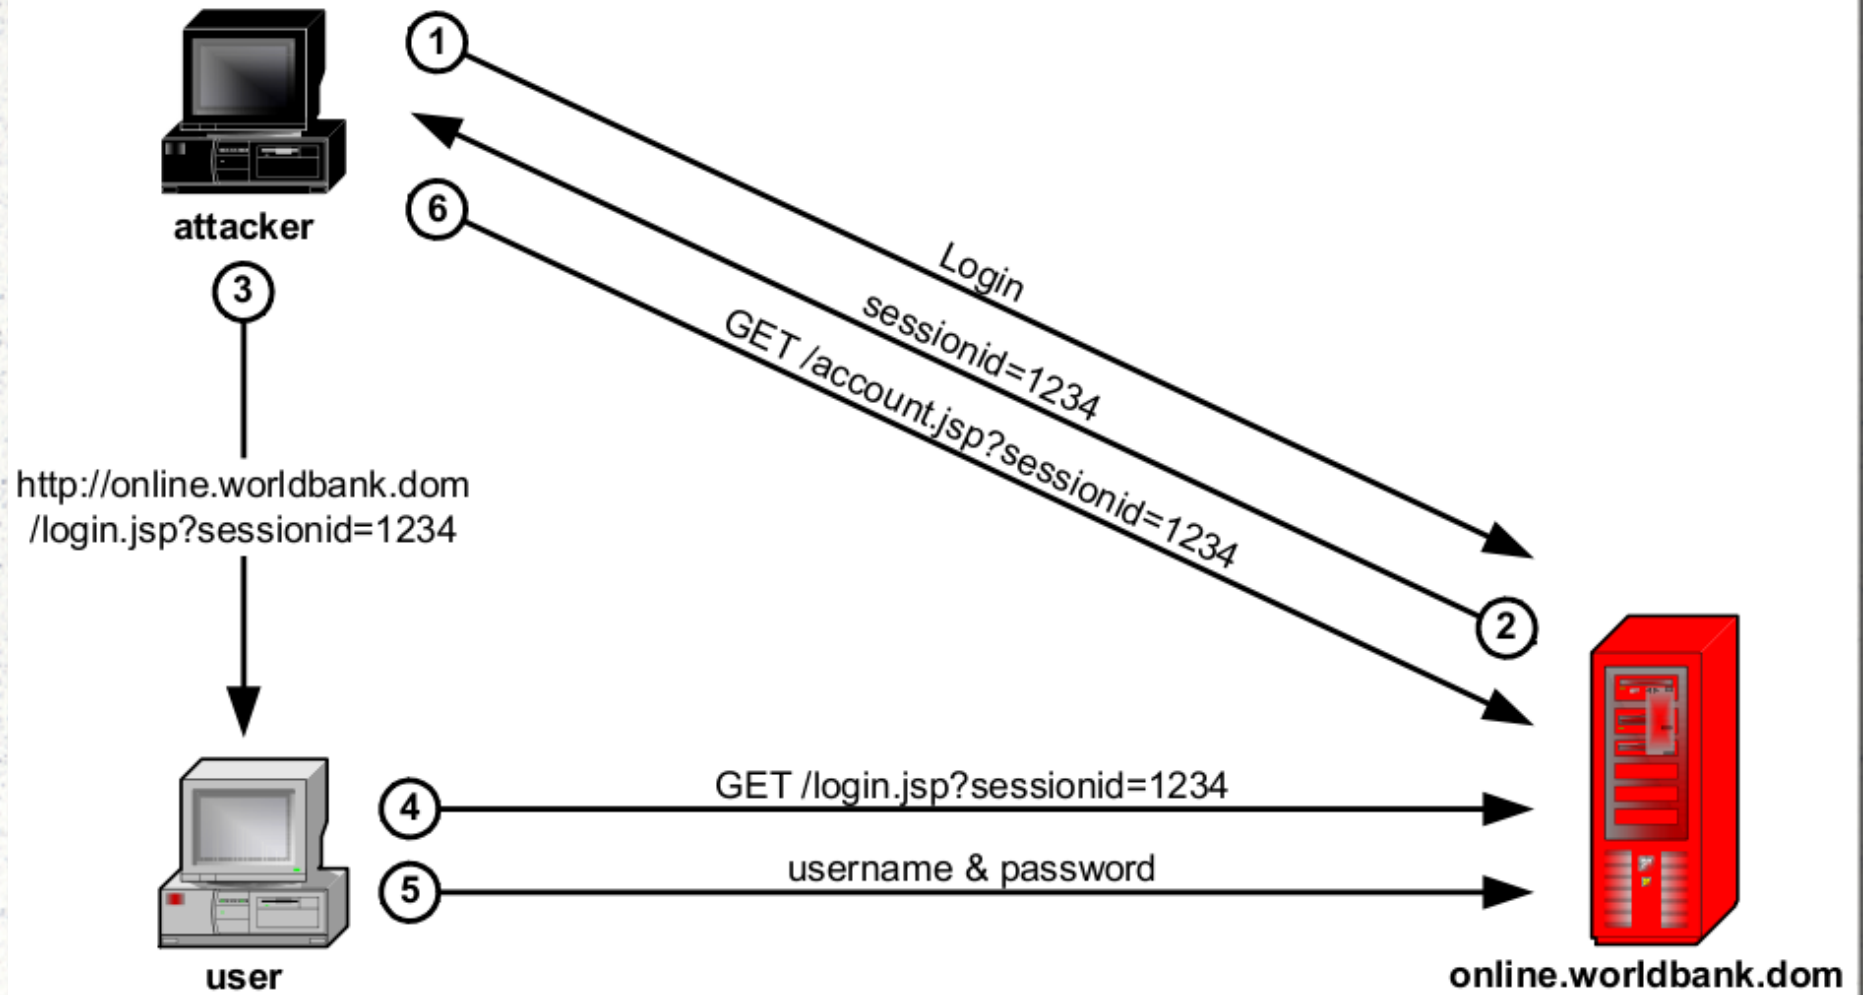 1
attacker
6
3
Login
sessionid=1234
GET /account.jsp?sessionid=1234
http://online.worldbank.dom
/login.jsp?sessionid=1234
2
4
GET /login.jsp?sessionid=1234
5
username & password
user
online.worldbank.dom